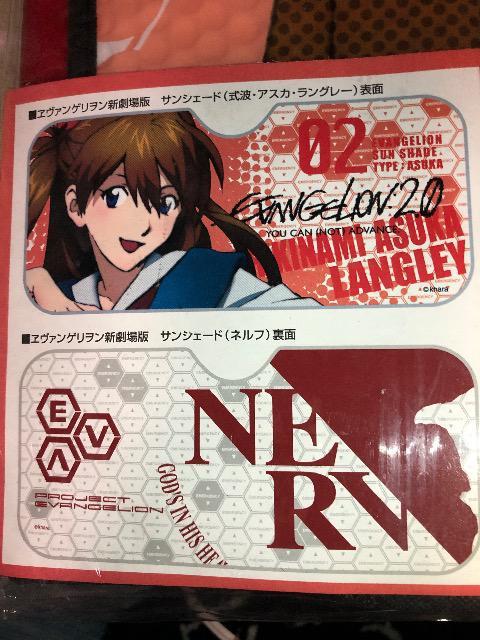 ■ヱヴァンゲリヲン新劇場版 サンシェード(式波・アスカ・ラングレー)表面
02
EVANGELION
SUN SHADE.
TYPE:ASUKA
EVANGELION:2.0
YOU CAN (NOT) ADVANCE.
KINAMI ASUKA
LANGLEY
©khara
■ヱヴァンゲリヲン新劇場版 サンシェード(ネルフ)裏面
EVA
PROJECT
EVANGELION
©khara
NERV
GOD'S IN HIS HEA